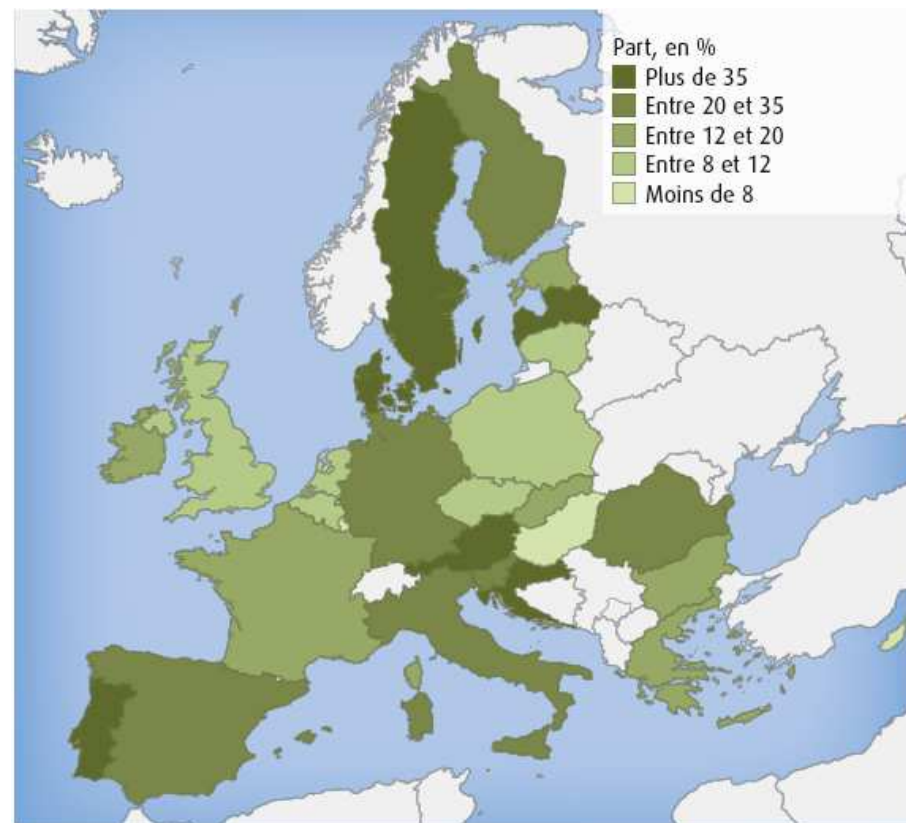 Part, en %
Plus de 35
Entre 20 et 35
Entre 12 et 20
Entre 8 et 12
Moins de 8